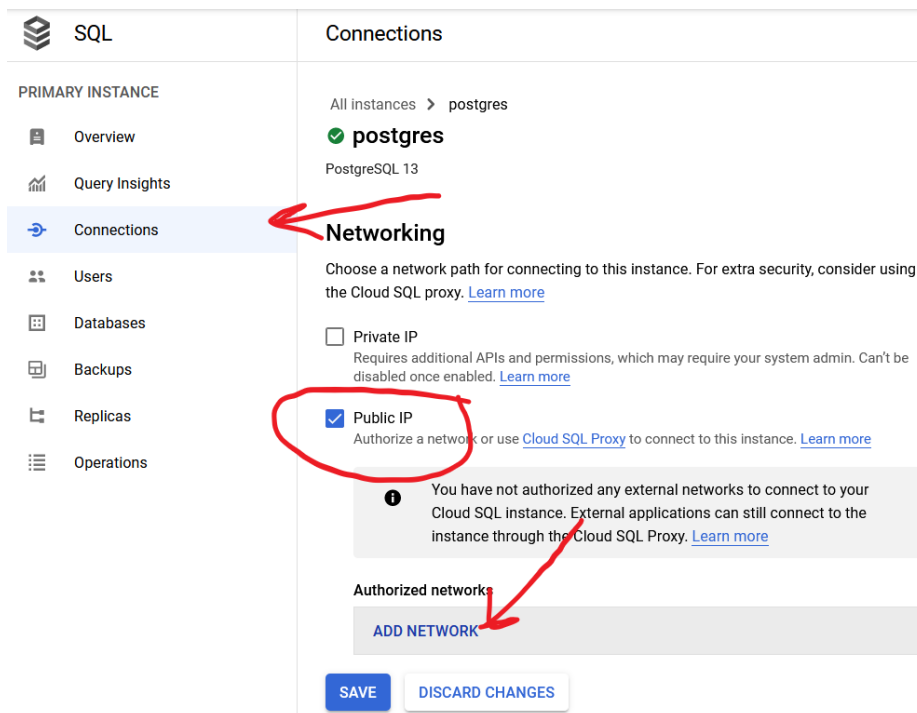 SQL
Connections
PRIMARY INSTANCE
Overview
Query Insights
Connections
Users
Databases
Backups
Replicas
Operations
All instances > postgres
postgres
PostgreSQL 13
Networking
Choose a network path for connecting to this instance. For extra security, consider using
the Cloud SQL proxy. Learn more
Private IP
Requires additional APIs and permissions, which may require your system admin. Can't be
disabled once enabled. Learn more
Public IP
Authorize a network or use Cloud SQL Proxy to connect to this instance. Learn more
You have not authorized any external networks to connect to your
Cloud SQL instance. External applications can still connect to the
instance through the Cloud SQL Proxy. Learn more
Authorized networks
ADD NETWORK
SAVE
DISCARD CHANGES